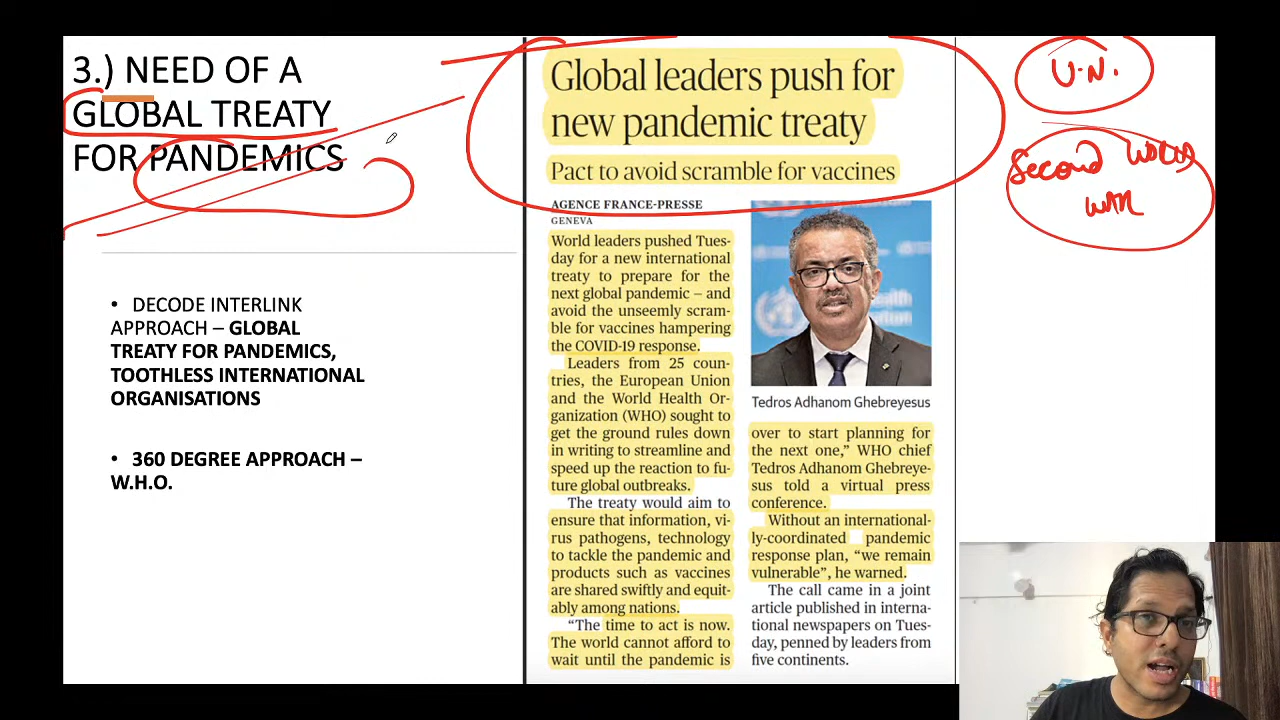 3.) NEED OF A
GLOBAL TREATY
FOR PANDEMICS
• DECODE INTERLINK
APPROACH – GLOBAL
TREATY FOR PANDEMICS,
TOOTHLESS INTERNATIONAL
ORGANISATIONS
• 360 DEGREE APPROACH –
W.H.O.
Global leaders push for
new pandemic treaty
Pact to avoid scramble for vaccines
AGENCE FRANCE-PRESSE
GENEVA
World leaders pushed Tues-
day for a new international
treaty to prepare for the
next global pandemic – and
avoid the unseemly scram-
ble for vaccines hampering
the COVID-19 response.
Leaders from 25 coun-
tries, the European Union
and the World Health Or-
ganization (WHO) sought to
get the ground rules down
in writing to streamline and
speed up the reaction to fu-
ture global outbreaks.
The treaty would aim to
ensure that information, vi-
rus pathogens, technology
to tackle the pandemic and
products such as vaccines
are shared swiftly and equit-
ably among nations.
“The time to act is now.
The world cannot afford to
wait until the pandemic is
Tedros Adhanom Ghebreyesus
over to start planning for
the next one,” WHO chief
Tedros Adhanom Ghebreye-
sus told a virtual press
conference.
Without an international-
ly-coordinated pandemic
response plan, “we remain
vulnerable”, he warned.
The call came in a joint
article published in interna-
tional newspapers on Tues-
day, penned by leaders from
five continents.
U.N.
Second World
War